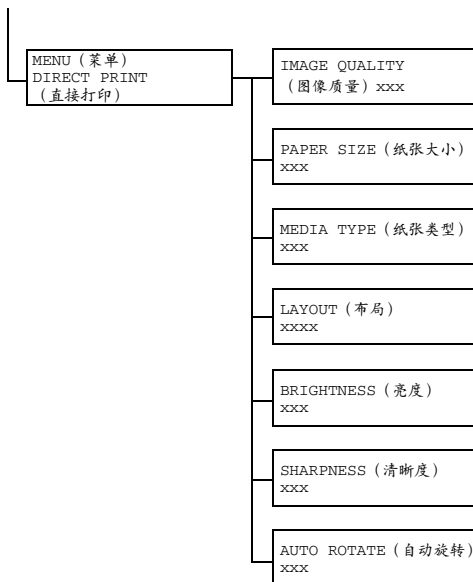 MENU（菜单）
DIRECT PRINT
（直接打印）
IMAGE QUALITY
（图像质量）xxx
PAPER SIZE（纸张大小）
xxx
MEDIA TYPE（纸张类型）
xxx
LAYOUT（布局）
xxxx
BRIGHTNESS（亮度）
xxx
SHARPNESS（清晰度）
xxx
AUTO ROTATE（自动旋转）
xxx